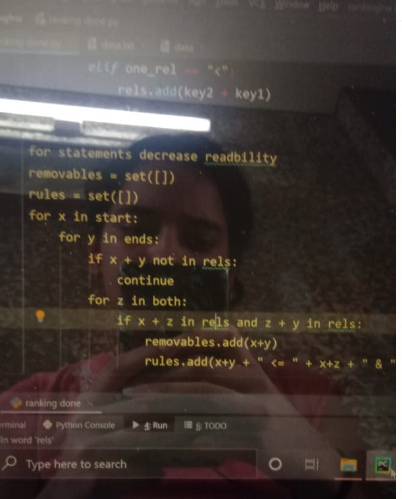 Window Help
ranking done.py
data.txt data
elif one_rel == "<":
rels.add(key2 + key1)
for statements decrease readbility
removables = set([])
rules = set([])
for x in start:
for y in ends:
if x + y not in rels:
continue
for z in both:
if x + z in rels and z + y in rels:
removables.add(x+y)
rules.add(x+y + " <= " + x+z + " & "
ranking done
rminal Python Console 4: Run 6: TODO
in word 'rels'
Type here to search
PC